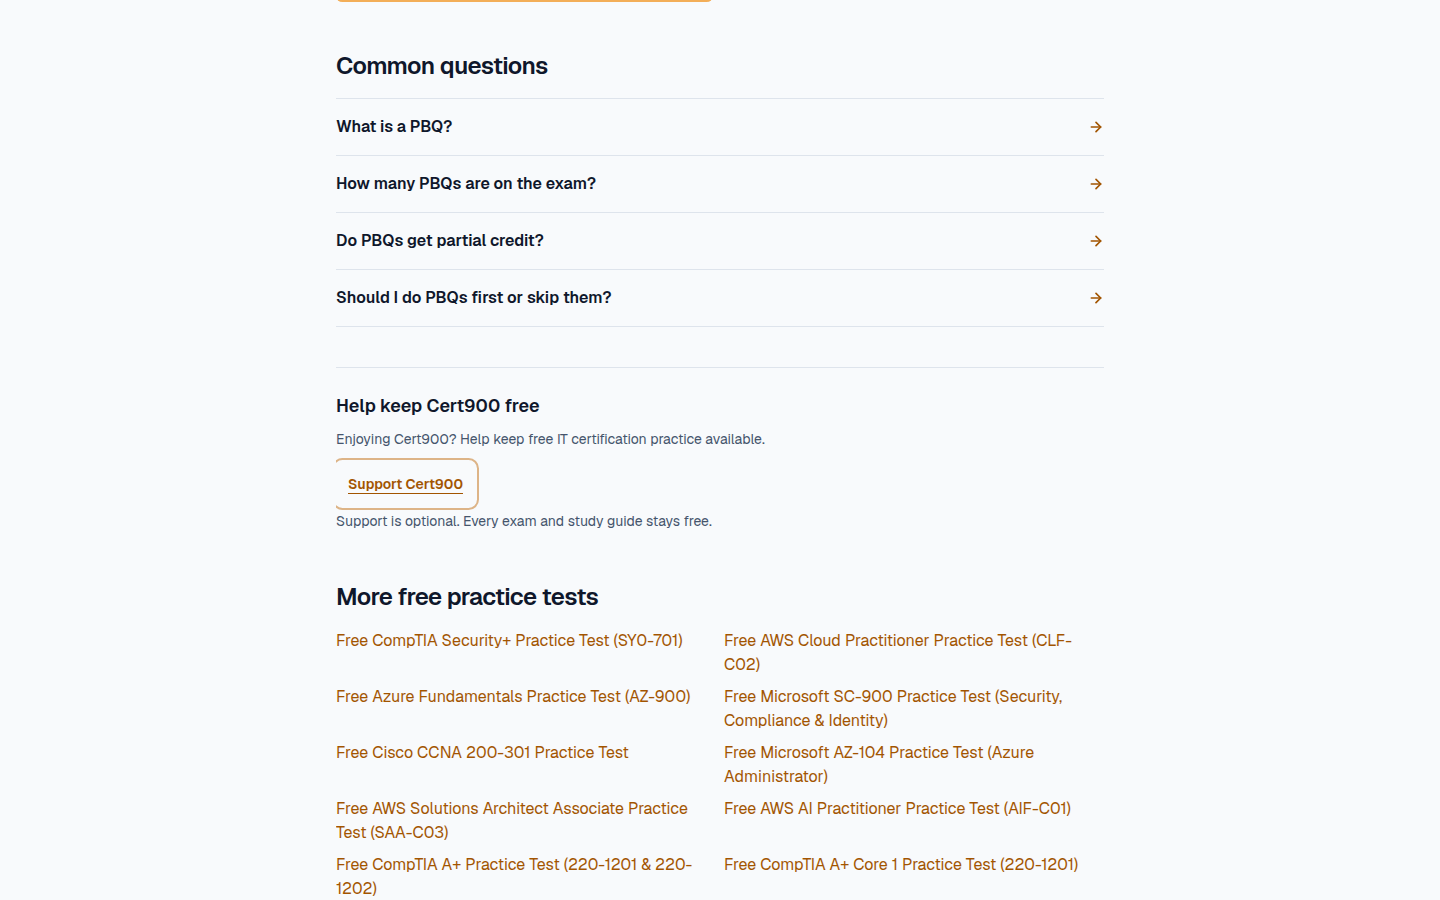 Common questions
What is a PBQ?
How many PBQs are on the exam?
Do PBQs get partial credit?
Should I do PBQs first or skip them?
Help keep Cert900 free
Enjoying Cert900? Help keep free IT certification practice available.
Support Cert900
Support is optional. Every exam and study guide stays free.
More free practice tests
Free CompTIA Security+ Practice Test (SY0-701)
Free AWS Cloud Practitioner Practice Test (CLF-
C02)
Free Azure Fundamentals Practice Test (AZ-900)
Free Microsoft SC-900 Practice Test (Security,
Compliance & Identity)
Free Cisco CCNA 200-301 Practice Test
Free Microsoft AZ-104 Practice Test (Azure
Administrator)
Free AWS Solutions Architect Associate Practice
Test (SAA-C03)
Free AWS AI Practitioner Practice Test (AIF-C01)
Free CompTIA A+ Practice Test (220-1201 & 220-
1202)
Free CompTIA A+ Core 1 Practice Test (220-1201)